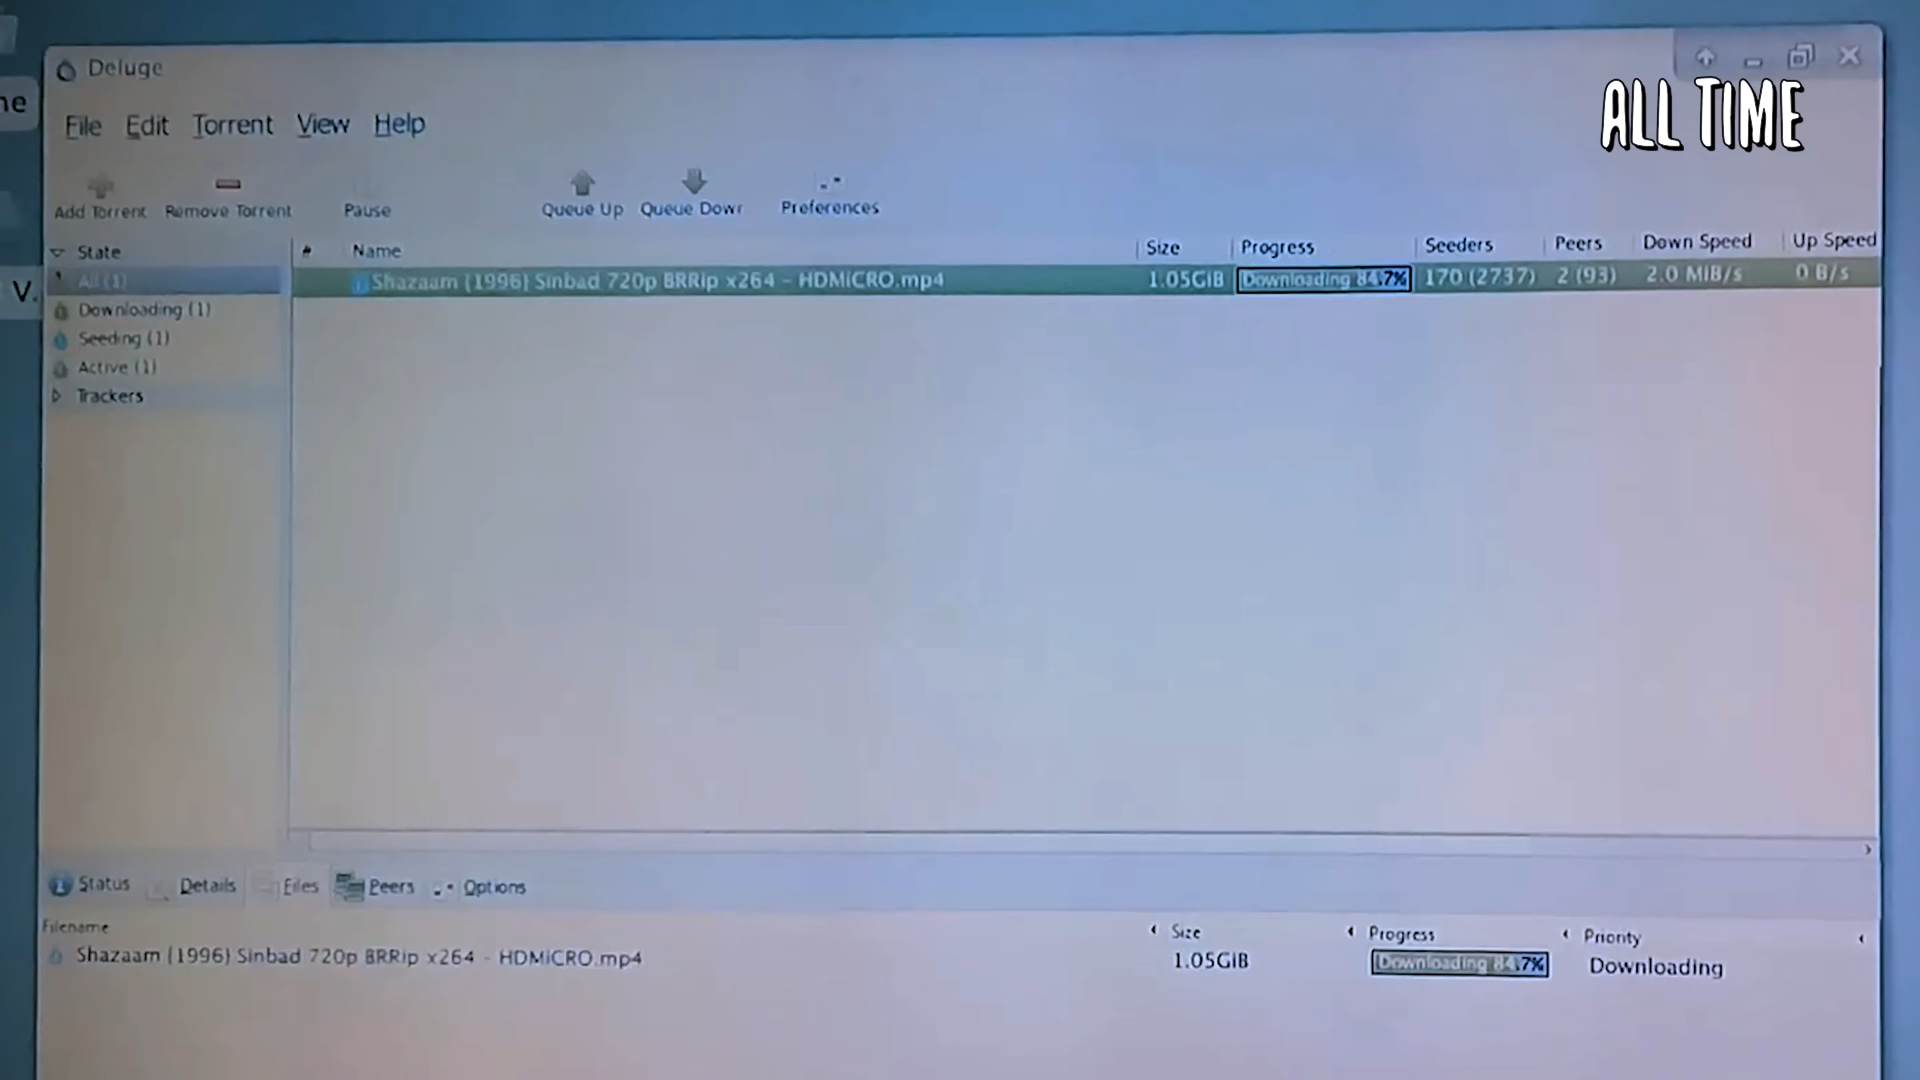 Deluge
ALL TIME
ne
File Edit Torrent View Help
Add Torrent Remove Torrent Pause Queue Up Queue Down Preferences
State # Name Size Progress Seeders Peers Down Speed Up Speed
All (1) Shazaam (1996) Sinbad 720p BRRip x264 - HDMiCRO.mp4 1.05GiB Downloading 84.7% 170 (2737) 2 (93) 2.0 MiB/s 0 B/s
V.
Downloading (1)
Seeding (1)
Active (1)
Trackers
Status Details Files Peers Options
Filename Size Progress Priority
Shazaam (1996) Sinbad 720p BRRip x264 - HDMiCRO.mp4 1.05GiB Downloading 84.7% Downloading